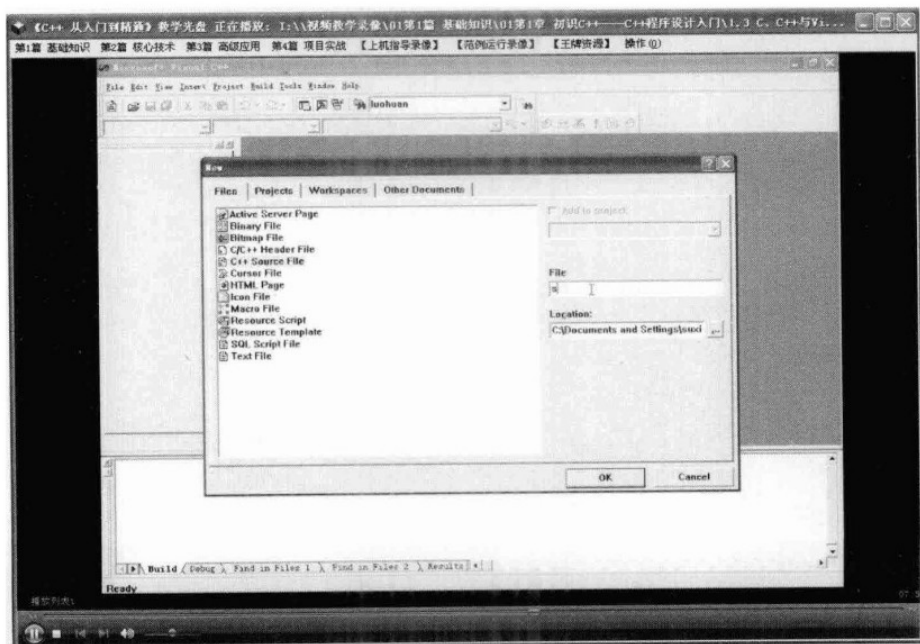 《C++ 从入门到精通》教学光盘 正在播放: I:\\视频教学录像\01第1篇 基础知识\01第1章 初识C++——C++程序设计入门\1.3 C、C++与Vi...
第1篇 基础知识 第2篇 核心技术 第3篇 高级应用 第4篇 项目实战 【上机指导录像】 【范例运行录像】 【王牌资源】 操作(O)
Microsoft Visual C++
File Edit View Insert Project Build Tools Window Help
luohuan
New
Files Projects Workspaces Other Documents
Active Server Page
Binary File
Bitmap File
C/C++ Header File
C++ Source File
Cursor File
HTML Page
Icon File
Macro File
Resource Script
Resource Template
SQL Script File
Text File
Add to project:
File
s
Location:
C:\Documents and Settings\suxi
...
OK Cancel
Build Debug Find in Files 1 Find in Files 2 Results
Ready
播放列表: